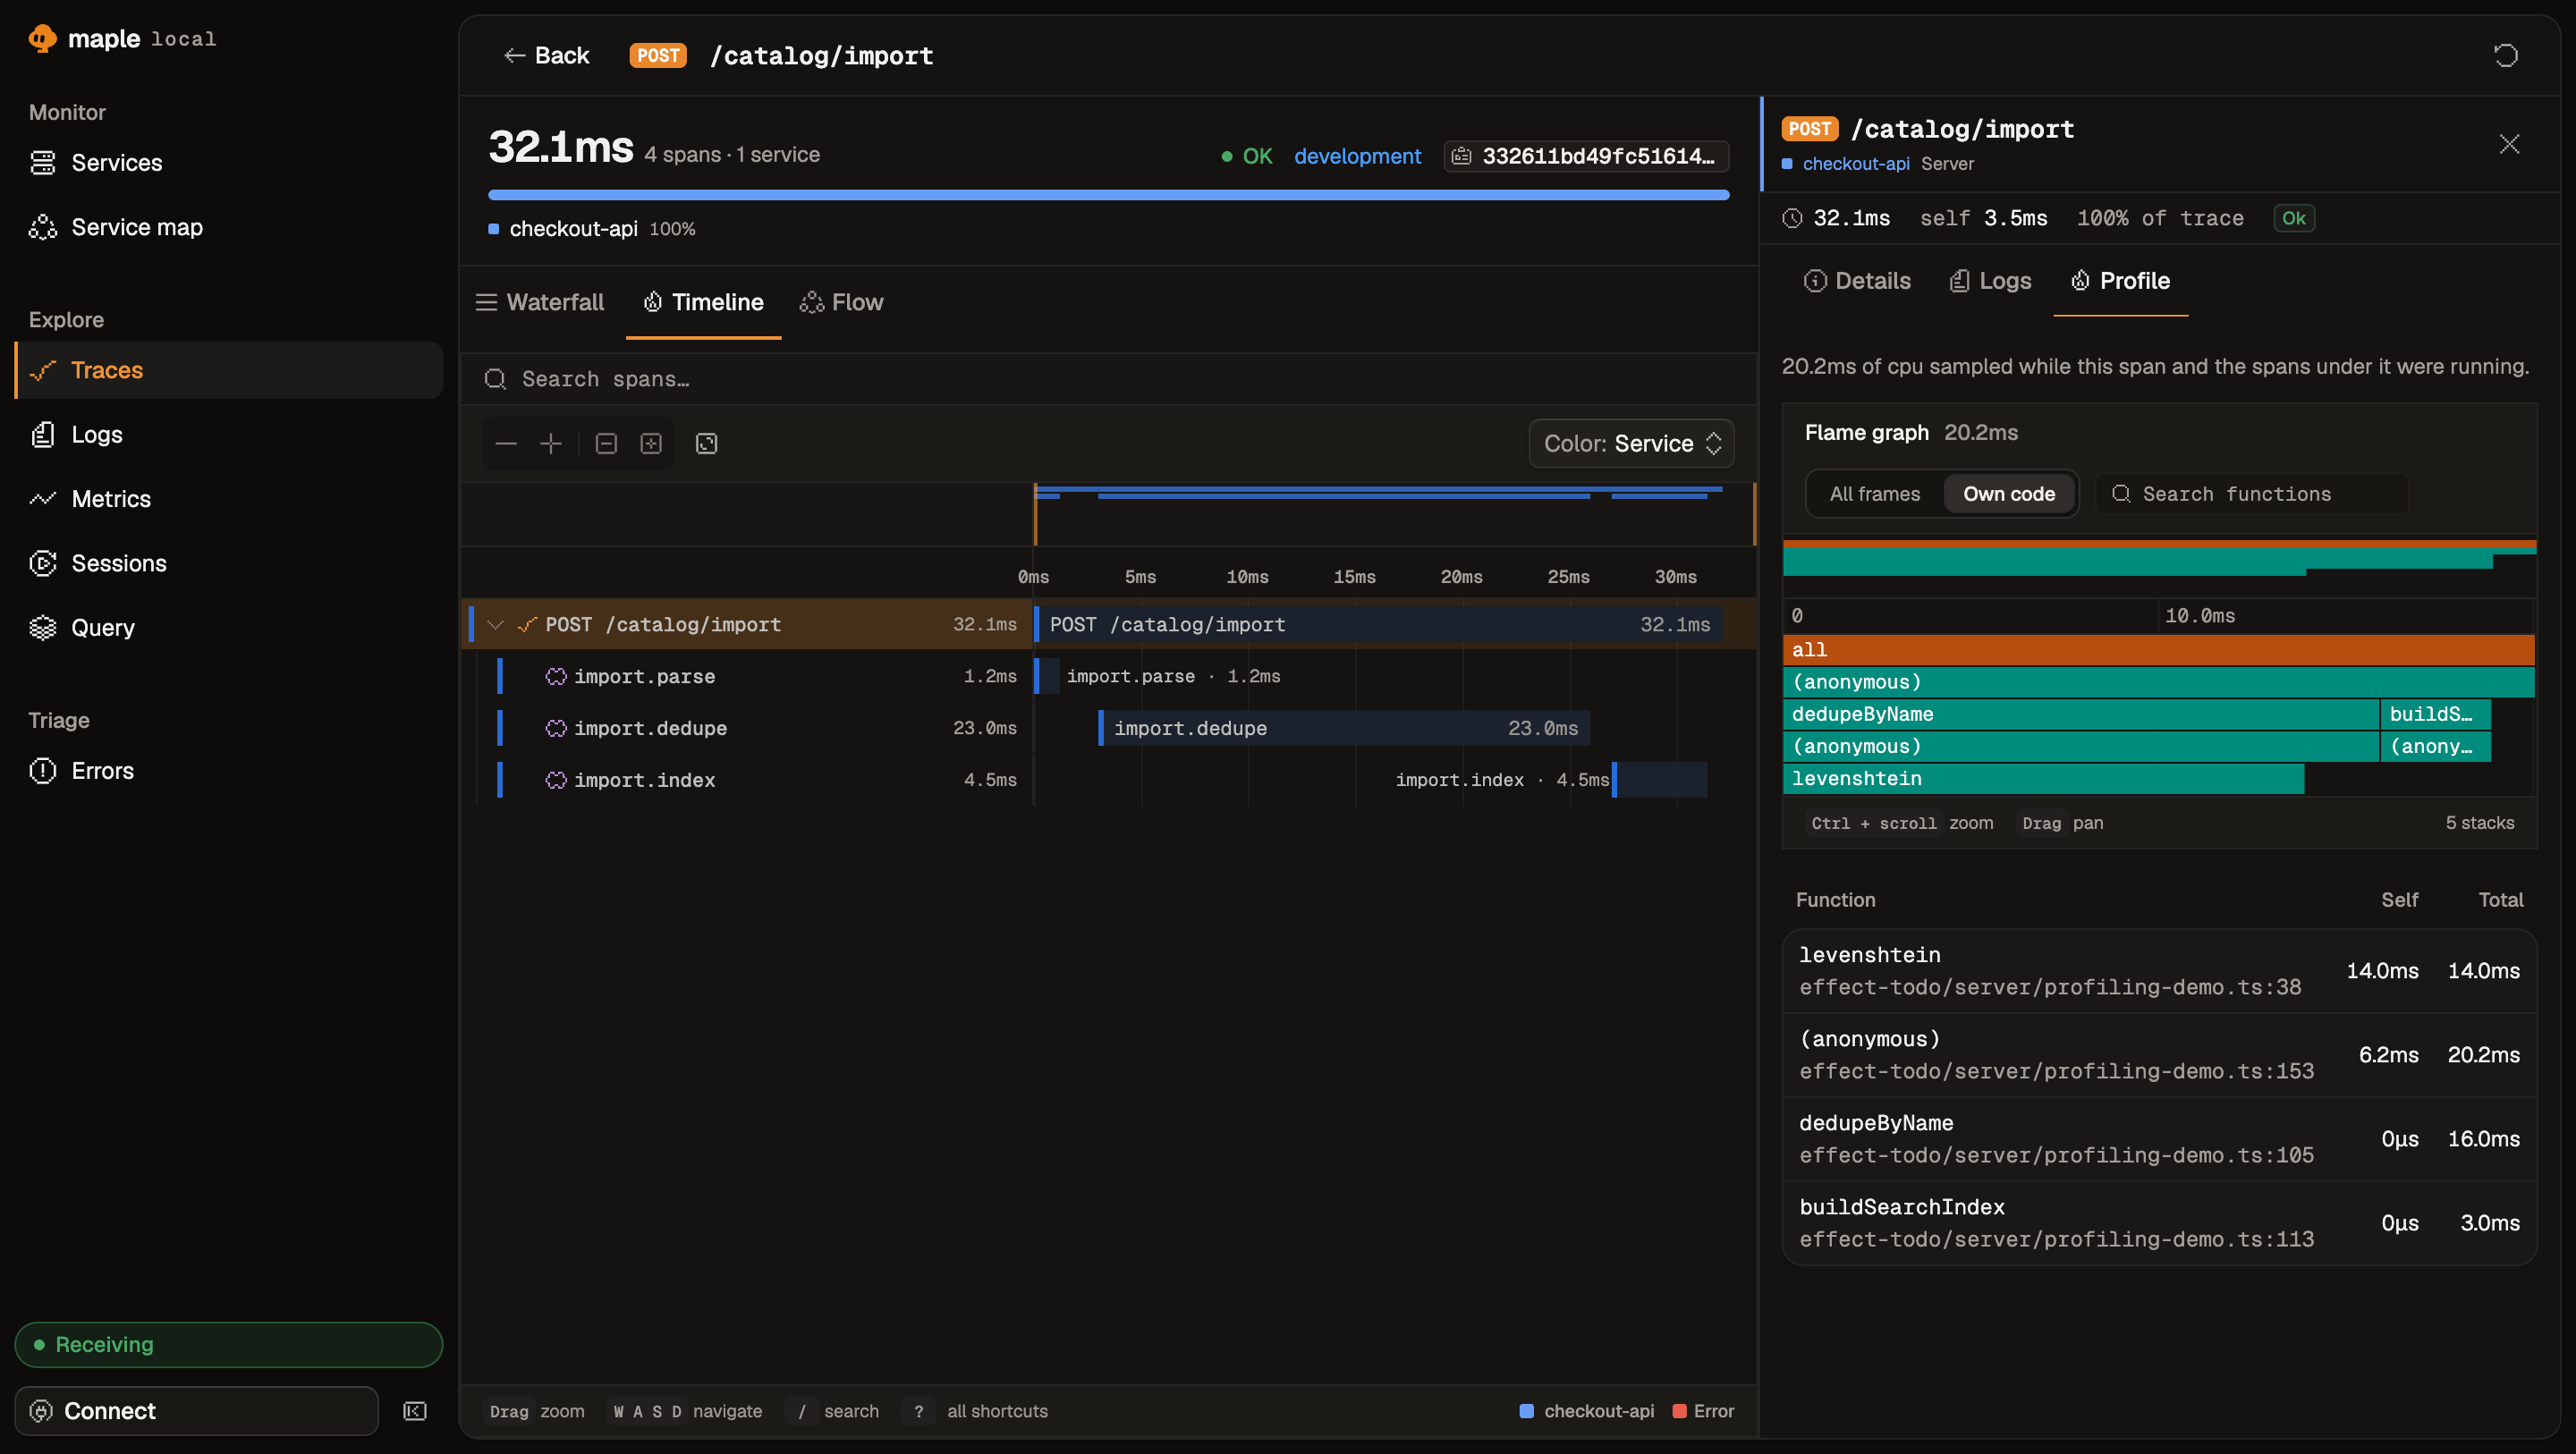 maple local
Monitor
Services
Service map
Explore
Traces
Logs
Metrics
Sessions
Query
Triage
Errors
Receiving
Connect
Back POST /catalog/import
32.1ms 4 spans · 1 service OK development 332611bd49fc51614…
checkout-api 100%
Waterfall Timeline Flow
Search spans…
Color: Service
0ms 5ms 10ms 15ms 20ms 25ms 30ms
POST /catalog/import 32.1ms POST /catalog/import 32.1ms
import.parse 1.2ms import.parse · 1.2ms
import.dedupe 23.0ms import.dedupe 23.0ms
import.index 4.5ms import.index · 4.5ms
Drag zoom W A S D navigate / search ? all shortcuts checkout-api Error
POST /catalog/import
checkout-api Server
32.1ms self 3.5ms 100% of trace Ok
Details Logs Profile
20.2ms of cpu sampled while this span and the spans under it were running.
Flame graph 20.2ms
All frames Own code Search functions
0 10.0ms
all
(anonymous)
dedupeByName buildS…
(anonymous) (anony…
levenshtein
Ctrl + scroll zoom Drag pan 5 stacks
Function Self Total
levenshtein
effect-todo/server/profiling-demo.ts:38 14.0ms 14.0ms
(anonymous)
effect-todo/server/profiling-demo.ts:153 6.2ms 20.2ms
dedupeByName
effect-todo/server/profiling-demo.ts:105 0µs 16.0ms
buildSearchIndex
effect-todo/server/profiling-demo.ts:113 0µs 3.0ms